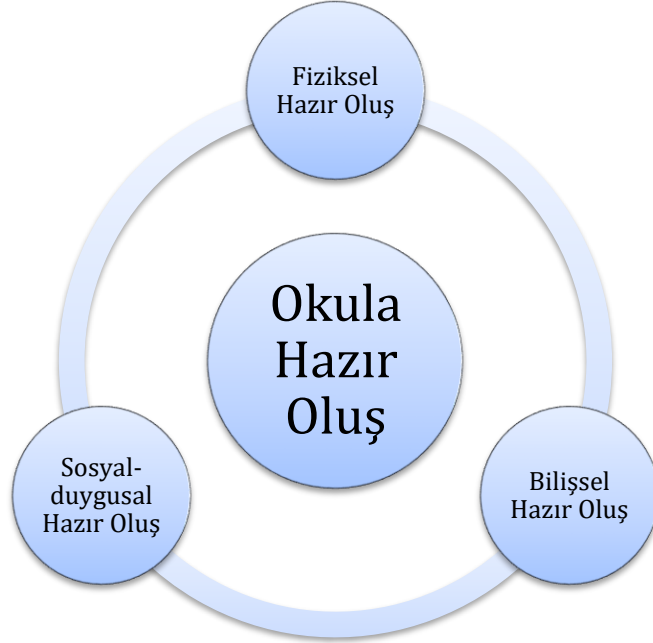 Fiziksel
Hazır Oluş
Okula
Hazır
Oluş
Sosyal-
duygusal
Hazır Oluş
Bilişsel
Hazır Oluş